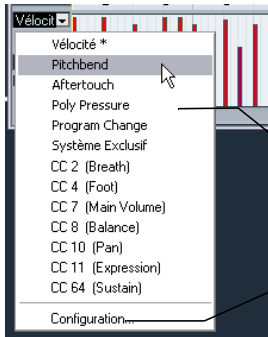 Vélocit
Vélocité *
Pitchbend
Aftertouch
Poly Pressure
Program Change
Système Exclusif
CC 2 (Breath)
CC 4 (Foot)
CC 7 (Main Volume)
CC 8 (Balance)
CC 10 (Pan)
CC 11 (Expression)
CC 64 (Sustain)
Configuration...